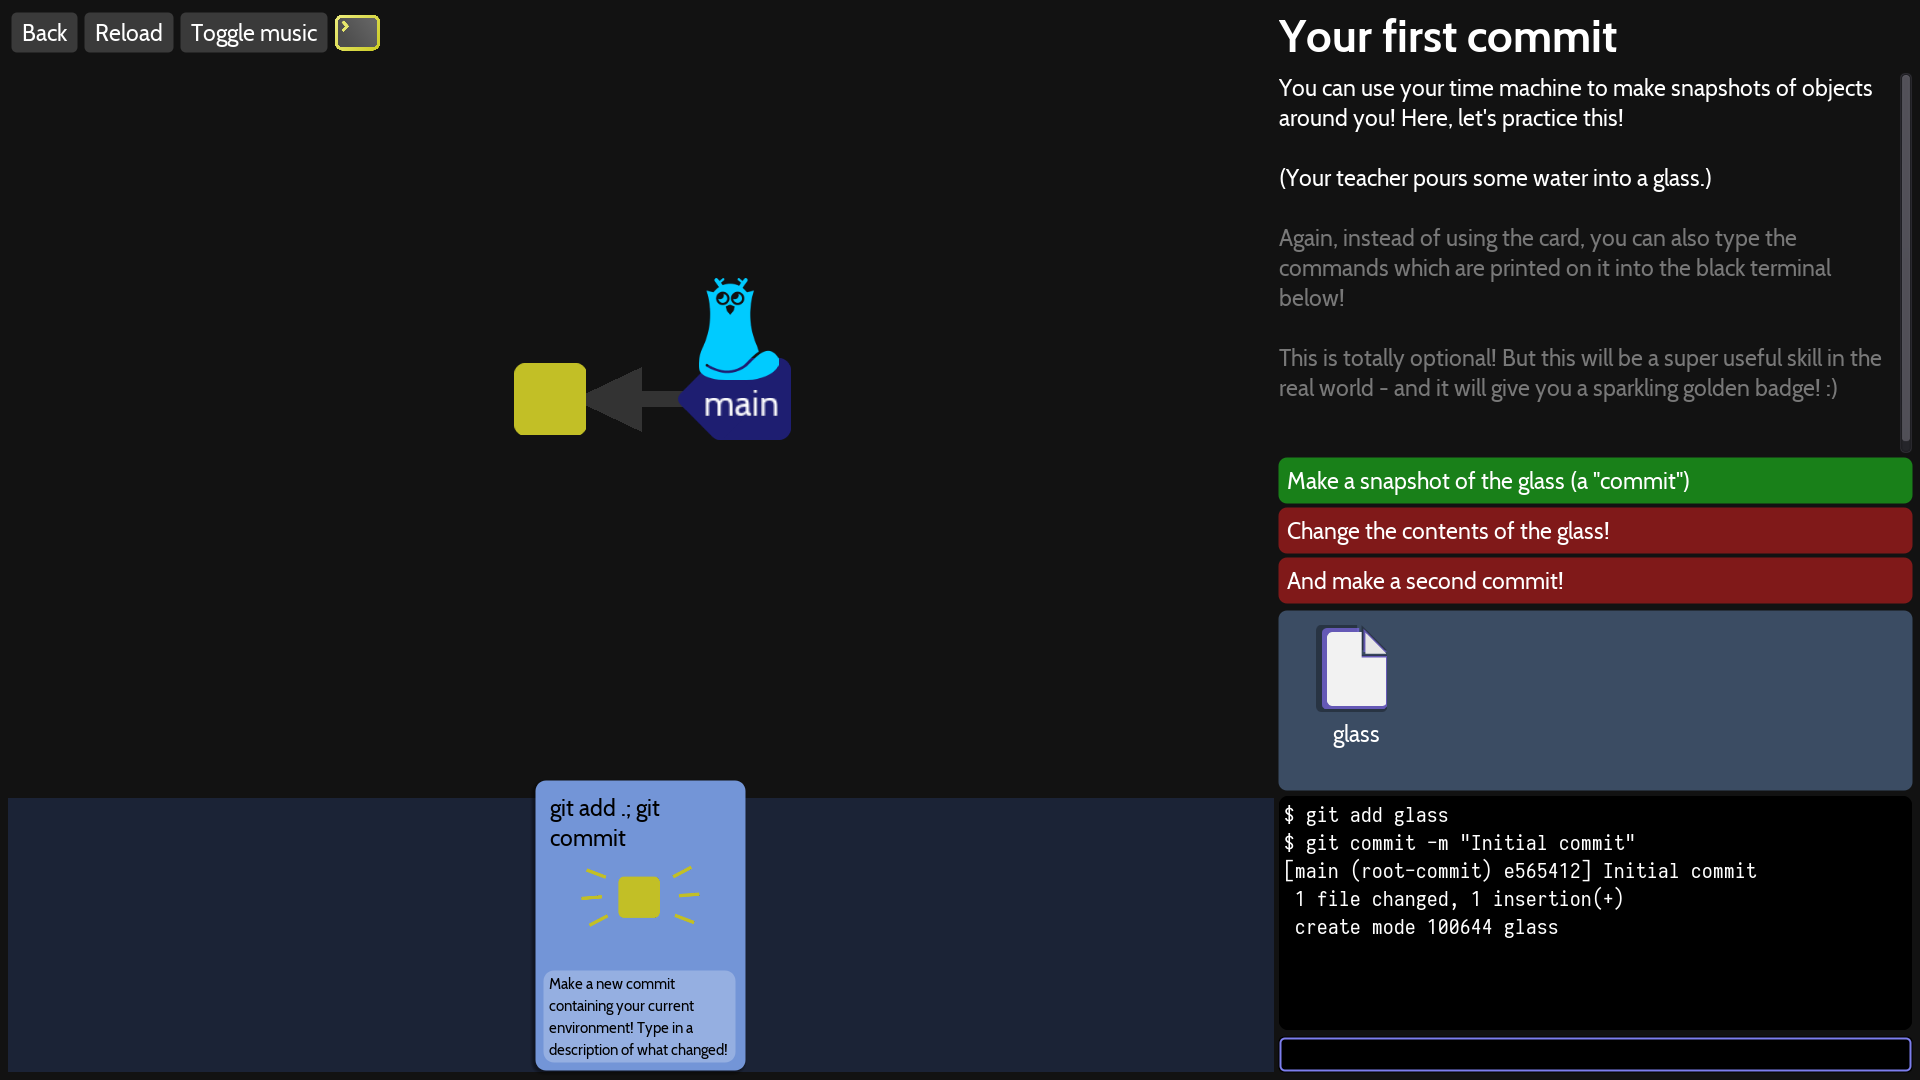 Back
Reload
Toggle music
main
git add .; git
commit
Make a new commit
containing your current
environment! Type in a
description of what changed!
Your first commit
You can use your time machine to make snapshots of objects
around you! Here, let's practice this!
(Your teacher pours some water into a glass.)
Again, instead of using the card, you can also type the
commands which are printed on it into the black terminal
below!
This is totally optional! But this will be a super useful skill in the
real world - and it will give you a sparkling golden badge! :)
Make a snapshot of the glass (a "commit")
Change the contents of the glass!
And make a second commit!
glass
$ git add glass
$ git commit -m "Initial commit"
[main (root-commit) e565412] Initial commit
1 file changed, 1 insertion(+)
create mode 100644 glass